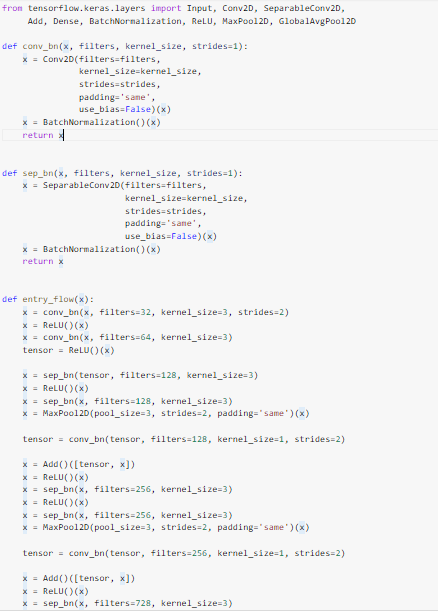 from tensorflow.keras.layers import Input, Conv2D, SeparableConv2D,
     Add, Dense, BatchNormalization, ReLU, MaxPool2D, GlobalAvgPool2D
def conv_bn(x, filters, kernel_size, strides=1):
    x = Conv2D(filters=filters,
               kernel_size=kernel_size,
               strides=strides,
               padding='same',
               use_bias=False)(x)
    x = BatchNormalization()(x)
    return x
def sep_bn(x, filters, kernel_size, strides=1):
    x = SeparableConv2D(filters=filters,
                        kernel_size=kernel_size,
                        strides=strides,
                        padding='same',
                        use_bias=False)(x)
    x = BatchNormalization()(x)
    return x
def entry_flow(x):
    x = conv_bn(x, filters=32, kernel_size=3, strides=2)
    x = ReLU()(x)
    x = conv_bn(x, filters=64, kernel_size=3)
    tensor = ReLU()(x)
    x = sep_bn(tensor, filters=128, kernel_size=3)
    x = ReLU()(x)
    x = sep_bn(x, filters=128, kernel_size=3)
    x = MaxPool2D(pool_size=3, strides=2, padding='same')(x)
    tensor = conv_bn(tensor, filters=128, kernel_size=1, strides=2)
    x = Add()([tensor, x])
    x = ReLU()(x)
    x = sep_bn(x, filters=256, kernel_size=3)
    x = ReLU()(x)
    x = sep_bn(x, filters=256, kernel_size=3)
    x = MaxPool2D(pool_size=3, strides=2, padding='same')(x)
    tensor = conv_bn(tensor, filters=256, kernel_size=1, strides=2)
    x = Add()([tensor, x])
    x = ReLU()(x)
    x = sep_bn(x, filters=728, kernel_size=3)